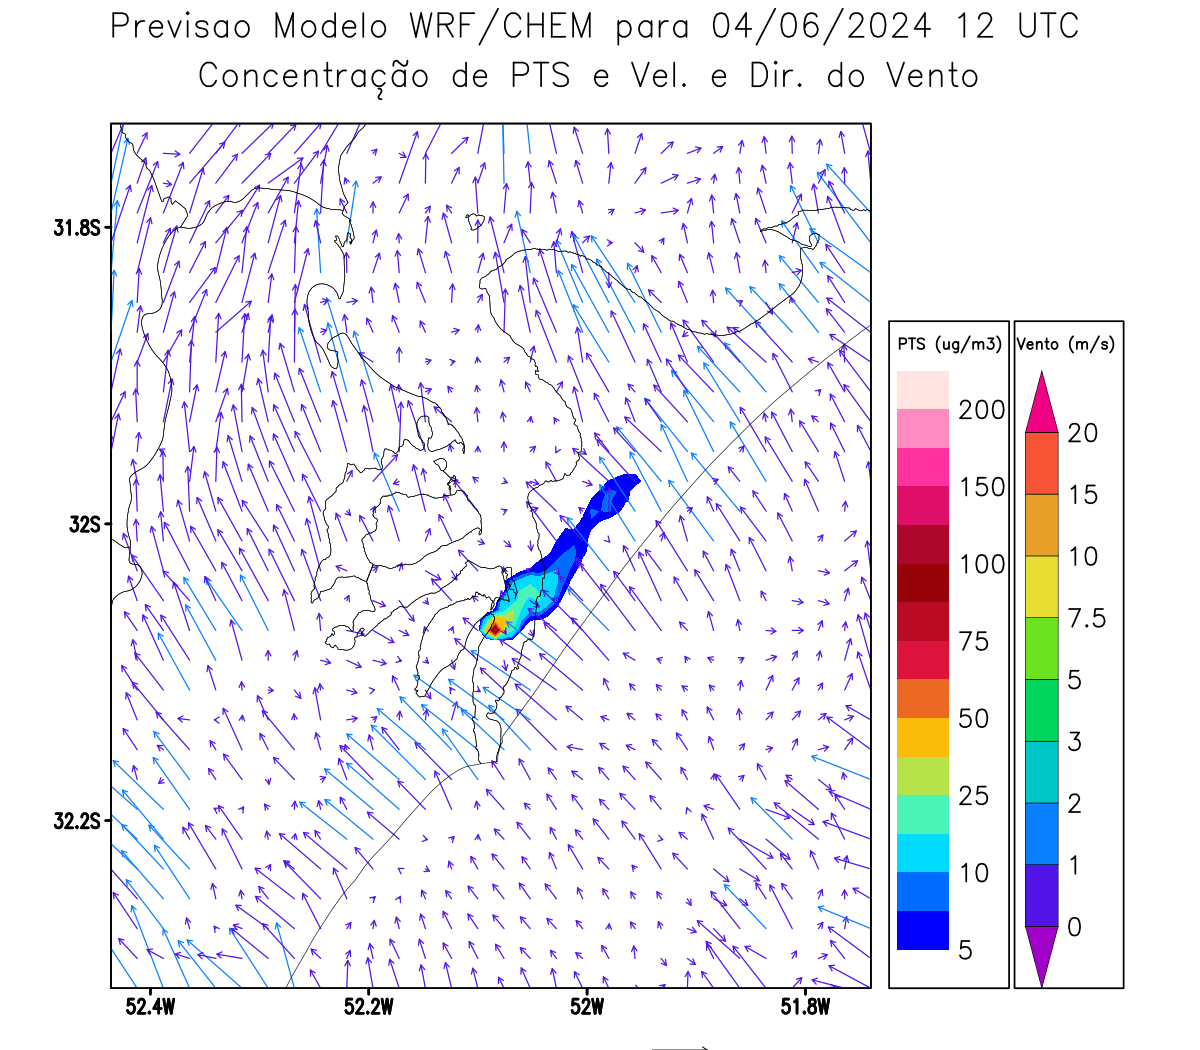 Previsao Modelo WRF/CHEM para 04/06/2024 12 UTC
Concentração de PTS e Vel. e Dir. do Vento
31.8S
32S
32.2S
52.4W 52.2W 52W 51.8W
PTS (ug/m3)
200
150
100
75
50
25
10
5
Vento (m/s)
20
15
10
7.5
5
3
2
1
0